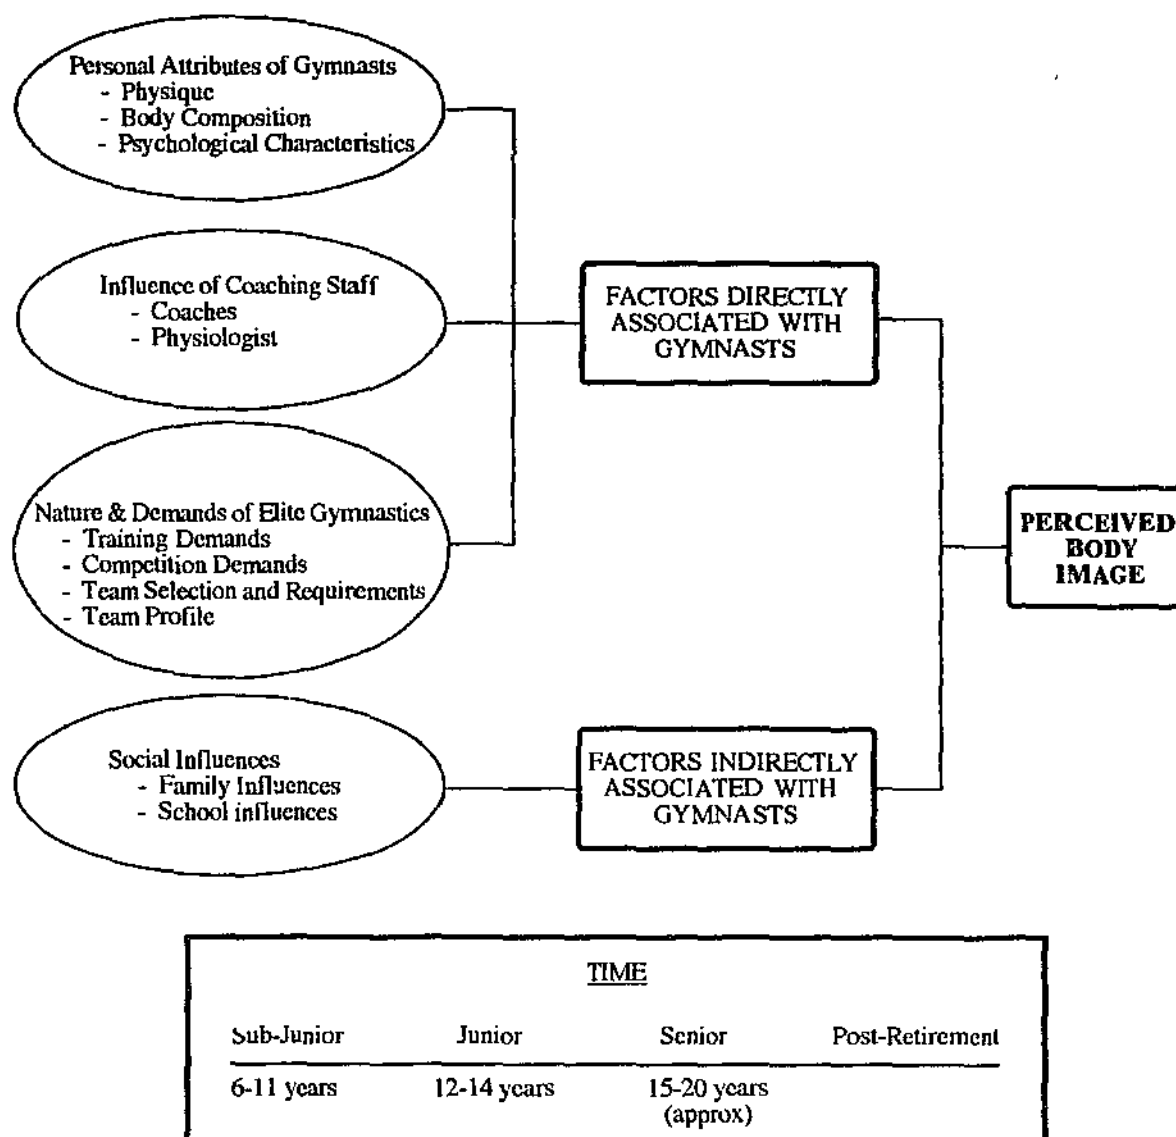 Personal Attributes of Gymnasts
- Physique
- Body Composition
- Psychological Characteristics
Influence of Coaching Staff
- Coaches
- Physiologist
FACTORS DIRECTLY
ASSOCIATED WITH
GYMNASTS
Nature & Demands of Elite Gymnastics
- Training Demands
- Competition Demands
- Team Selection and Requirements
- Team Profile
PERCEIVED
BODY
IMAGE
Social Influences
- Family Influences
- School influences
FACTORS INDIRECTLY
ASSOCIATED WITH
GYMNASTS
TIME
Sub-Junior Junior Senior Post-Retirement
6-11 years 12-14 years 15-20 years
(approx)